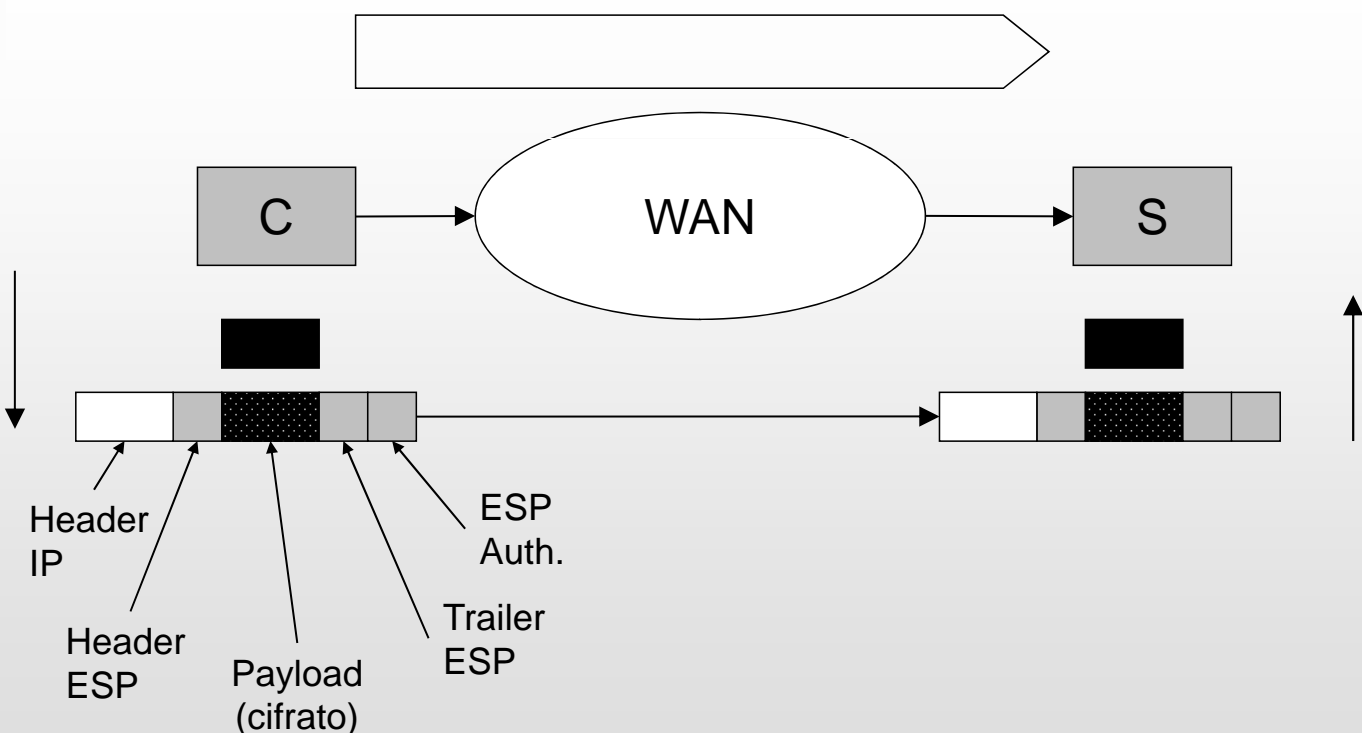 C
WAN
S
Header
IP
Header
ESP
Payload
(cifrato)
Trailer
ESP
ESP
Auth.